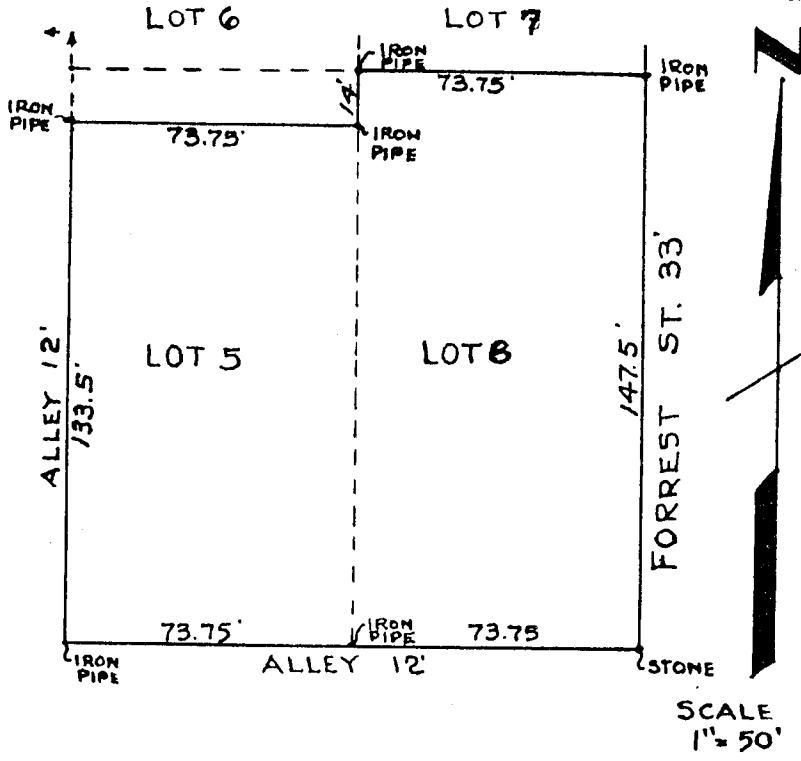 LOT 6
LOT 7
IRON
PIPE
73.75'
IRON
PIPE
14'
IRON
PIPE
73.75'
IRON
PIPE
N
ALLEY 12'
133.5'
LOT 5
LOT 8
147.5'
FORREST ST. 33'
73.75'
IRON
PIPE
73.75
IRON
PIPE
ALLEY 12'
STONE
SCALE
1"= 50'